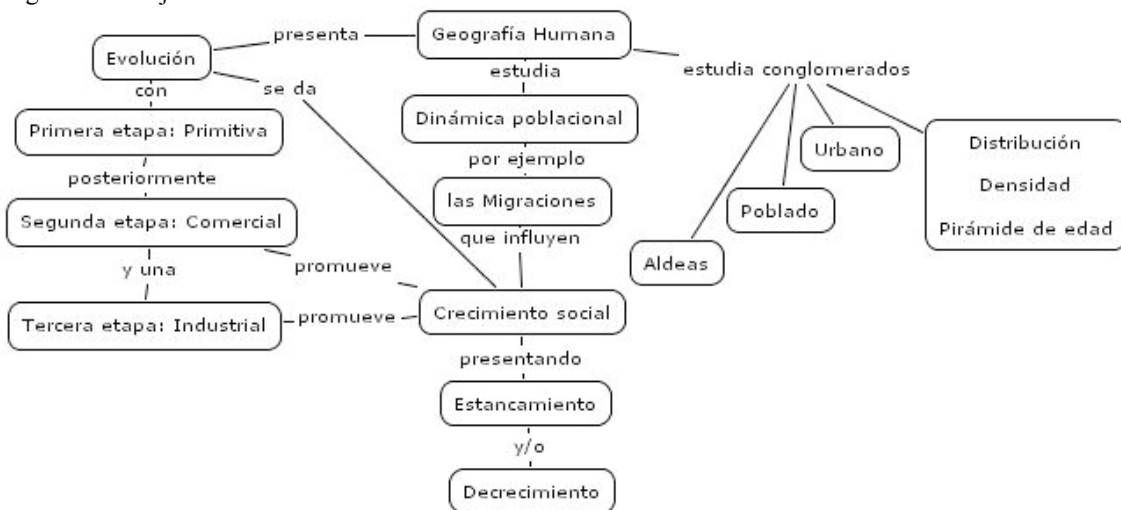 presenta
Geografía Humana
Evolución
estudia
estudia conglomerados
con
se da
Primera etapa: Primitiva
Dinámica poblacional
Urbano
Distribución
Densidad
Pirámide de edad
posteriormente
por ejemplo
Segunda etapa: Comercial
las Migraciones
Poblado
que influyen
Aldeas
y una
promueve
Tercera etapa: Industrial
promueve
Crecimiento social
presentando
Estancamiento
y/o
Decrecimiento